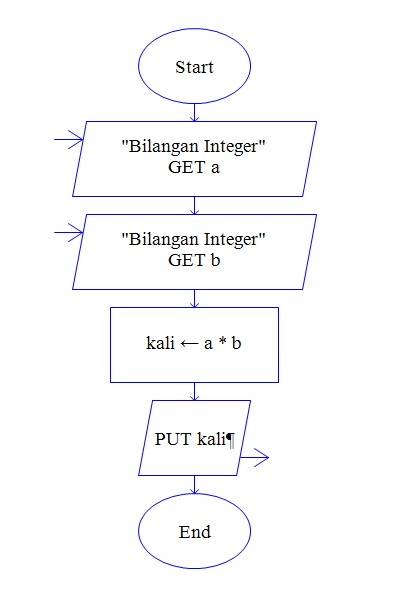 Start
"Bilangan Integer"
GET a
"Bilangan Integer"
GET b
kali ← a * b
PUT kali¶
End